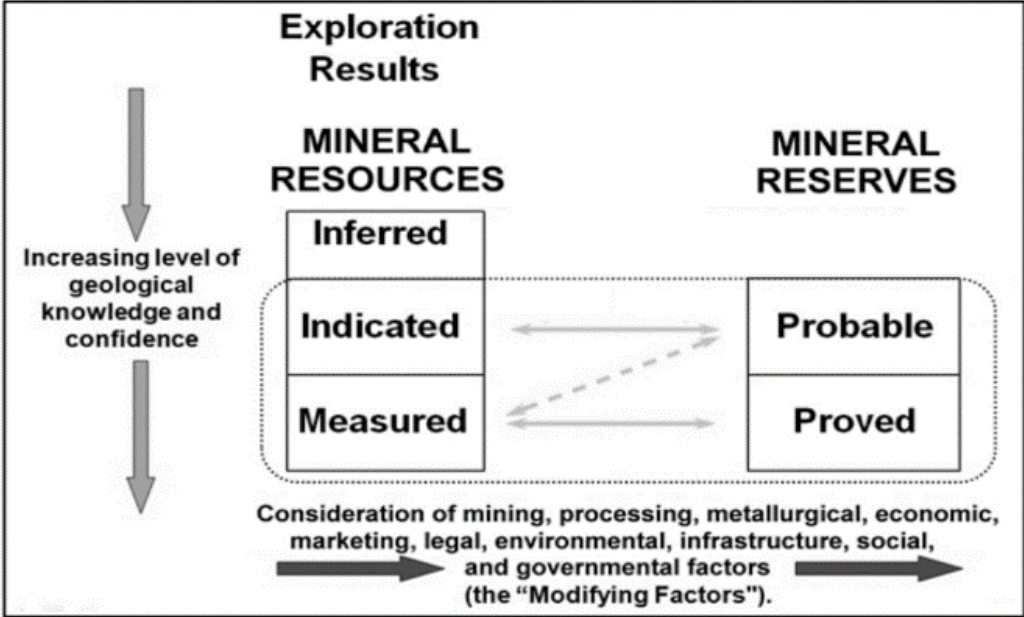 Exploration
Results
MINERAL
RESOURCES
MINERAL
RESERVES
Inferred
Increasing level of
geological
knowledge and
confidence
Indicated
Probable
Measured
Proved
Consideration of mining, processing, metallurgical, economic,
marketing, legal, environmental, infrastructure, social,
and governmental factors
(the “Modifying Factors").